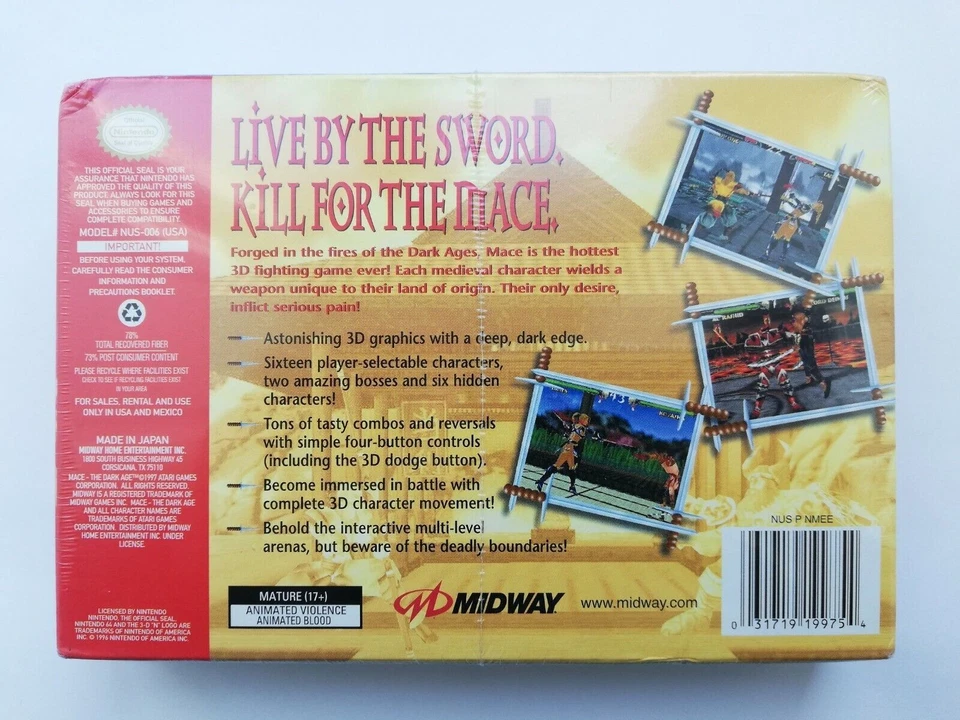 Nintendo
THIS OFFICIAL SEAL IS YOUR
ASSURANCE THAT NINTENDO HAS
APPROVED THE QUALITY OF THIS
PRODUCT. ALWAYS LOOK FOR THIS
SEAL WHEN BUYING GAMES AND
ACCESSORIES TO ENSURE
COMPLETE COMPATIBILITY.
MODEL# NUS-006 (USA)
IMPORTANT!
BEFORE USING YOUR SYSTEM,
CAREFULLY READ THE CONSUMER
INFORMATION AND
PRECAUTIONS BOOKLET.
78%
TOTAL RECOVERED FIBER
73% POST CONSUMER CONTENT
PLEASE RECYCLE WHERE FACILITIES EXIST
CHECK TO SEE IF RECYCLING FACILITIES EXIST
IN YOUR AREA
FOR SALES, RENTAL AND USE
ONLY IN USA AND MEXICO
MADE IN JAPAN
MIDWAY HOME ENTERTAINMENT INC.
1800 SOUTH BUSINESS HIGHWAY 45
CORSICANA, TX 75110
MACE - THE DARK AGE™©1997 ATARI GAMES
CORPORATION. ALL RIGHTS RESERVED.
MIDWAY IS A REGISTERED TRADEMARK OF
MIDWAY GAMES INC. MACE - THE DARK AGE
AND ALL CHARACTER NAMES ARE
TRADEMARKS OF ATARI GAMES
CORPORATION. DISTRIBUTED BY MIDWAY
HOME ENTERTAINMENT INC. UNDER
LICENSE.
LICENSED BY NINTENDO
NINTENDO, THE OFFICIAL SEAL,
NINTENDO 64 AND THE 3-D "N" LOGO ARE
TRADEMARKS OF NINTENDO OF AMERICA
INC. © 1996 NINTENDO OF AMERICA INC.
LIVE BY THE SWORD.
KILL FOR THE MACE.
Forged in the fires of the Dark Ages, Mace is the hottest
3D fighting game ever! Each medieval character wields a
weapon unique to their land of origin. Their only desire,
inflict serious pain!
Astonishing 3D graphics with a deep, dark edge.
Sixteen player-selectable characters,
two amazing bosses and six hidden
characters!
Tons of tasty combos and reversals
with simple four-button controls
(including the 3D dodge button).
Become immersed in battle with
complete 3D character movement!
Behold the interactive multi-level
arenas, but beware of the deadly boundaries!
MATURE (17+)
ANIMATED VIOLENCE
ANIMATED BLOOD
MIDWAY
www.midway.com
NUS P NMEE
0 31719 19975 4